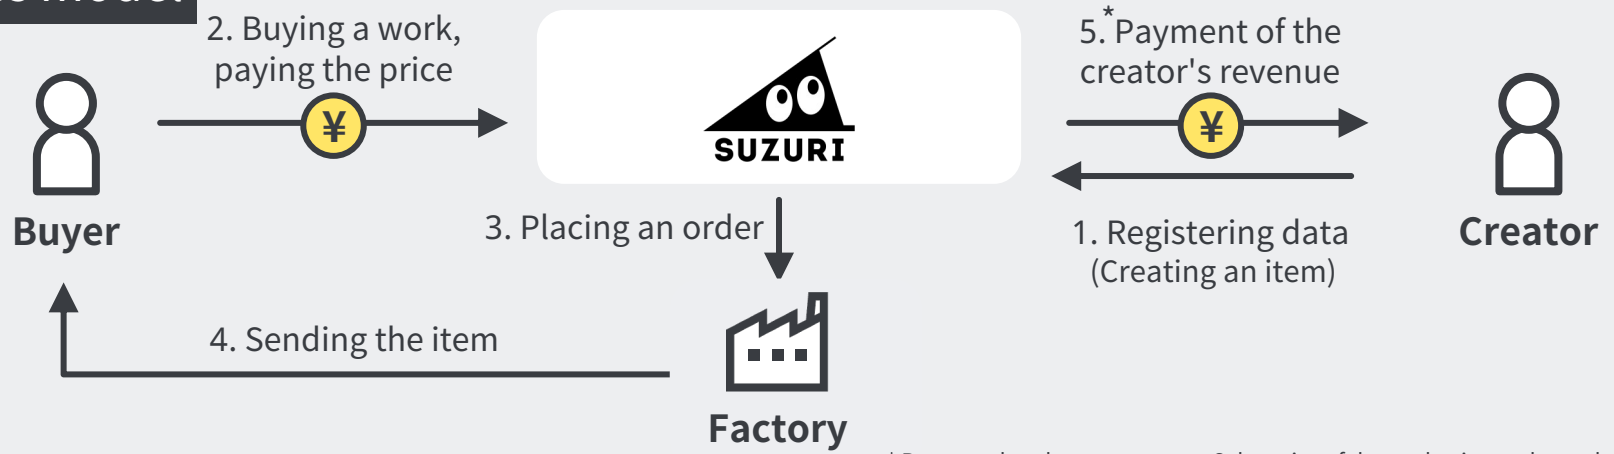 2. Buying a work,
paying the price
¥
Buyer
SUZURI
5.* Payment of the
creator's revenue
¥
1. Registering data
(Creating an item)
Creator
3. Placing an order
4. Sending the item
Factory